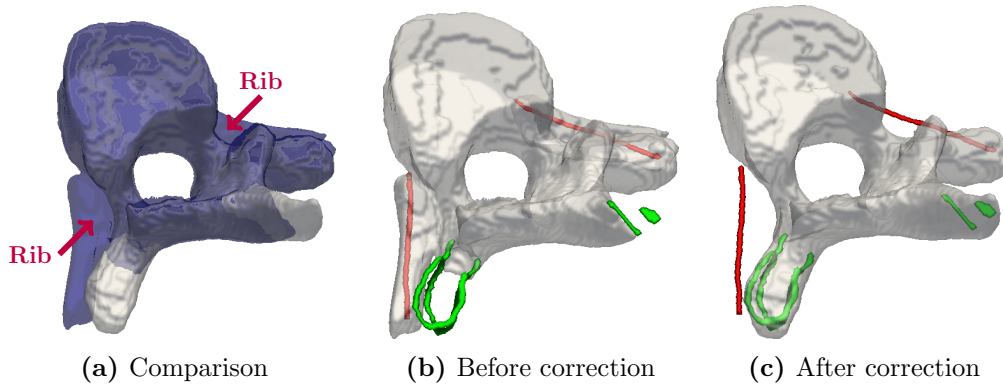 Rib
Rib
(a) Comparison
(b) Before correction
(c) After correction